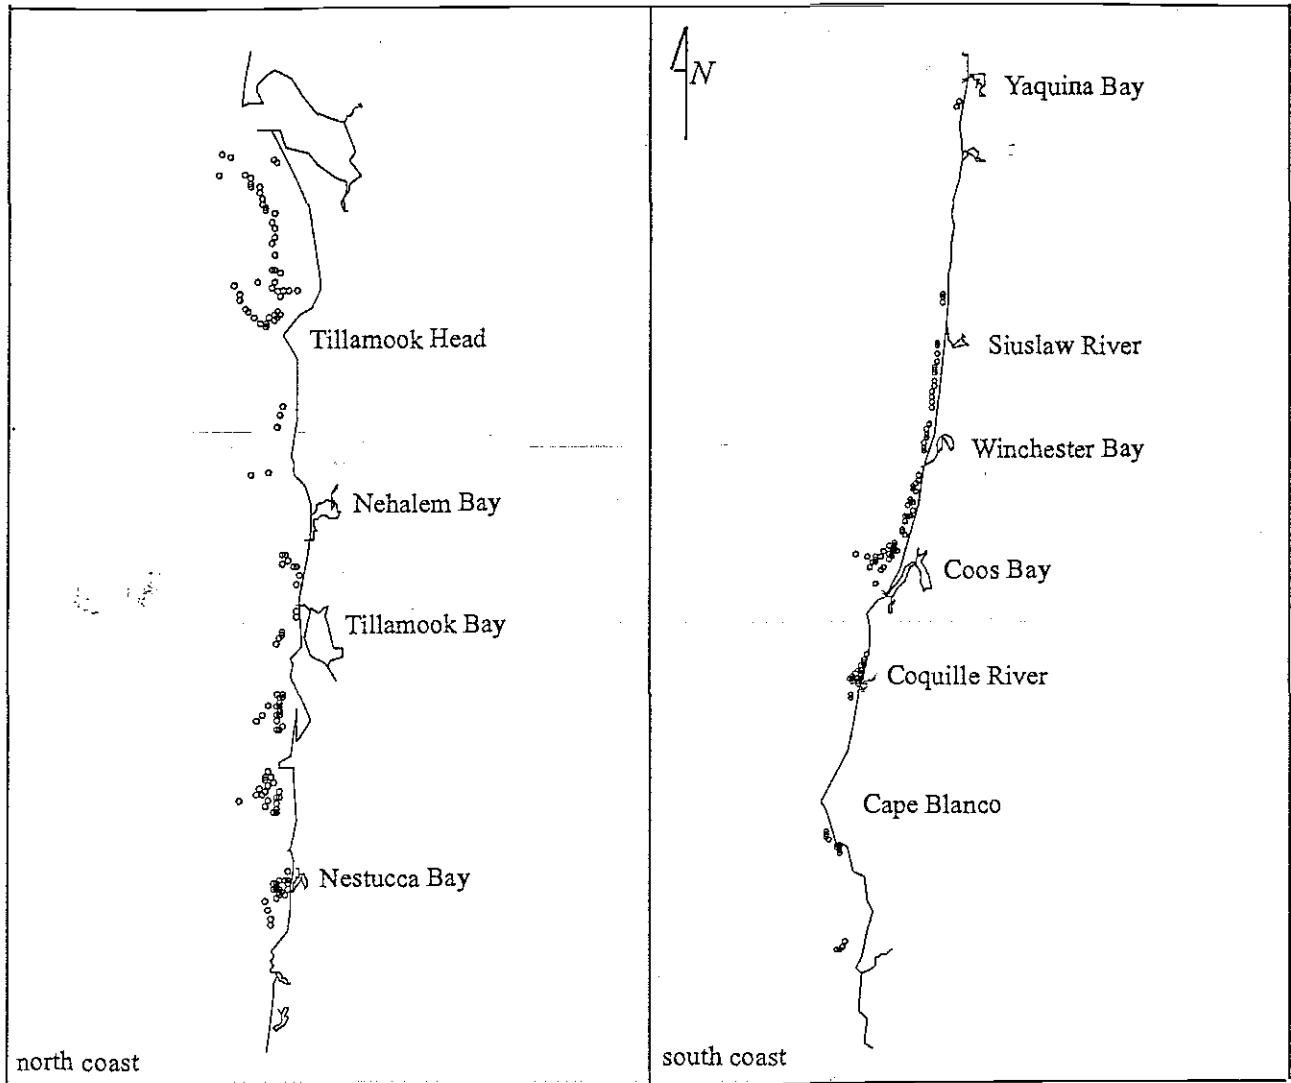 Tillamook Head
Nehalem Bay
Tillamook Bay
Nestucca Bay
north coast
N
Yaquina Bay
Siuslaw River
Winchester Bay
Coos Bay
Coquille River
Cape Blanco
south coast